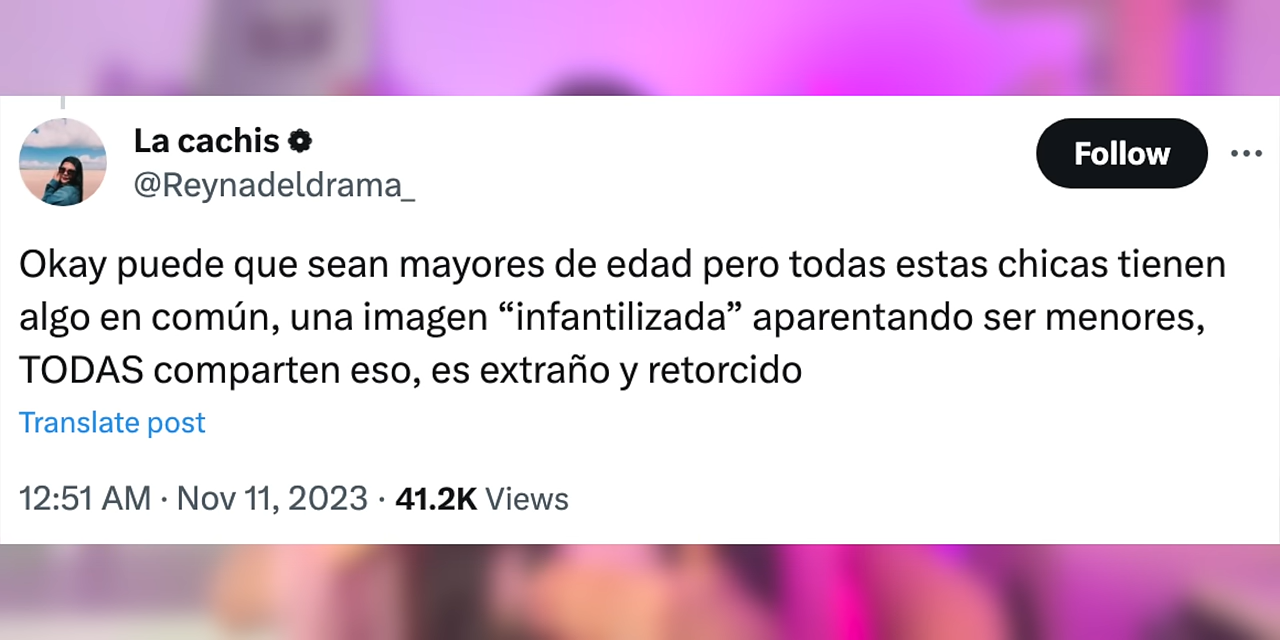 La cachis
@Reynadeldrama_
Follow
Okay puede que sean mayores de edad pero todas estas chicas tienen
algo en común, una imagen “infantilizada” aparentando ser menores,
TODAS comparten eso, es extraño y retorcido
Translate post
12:51 AM · Nov 11, 2023 · 41.2K Views